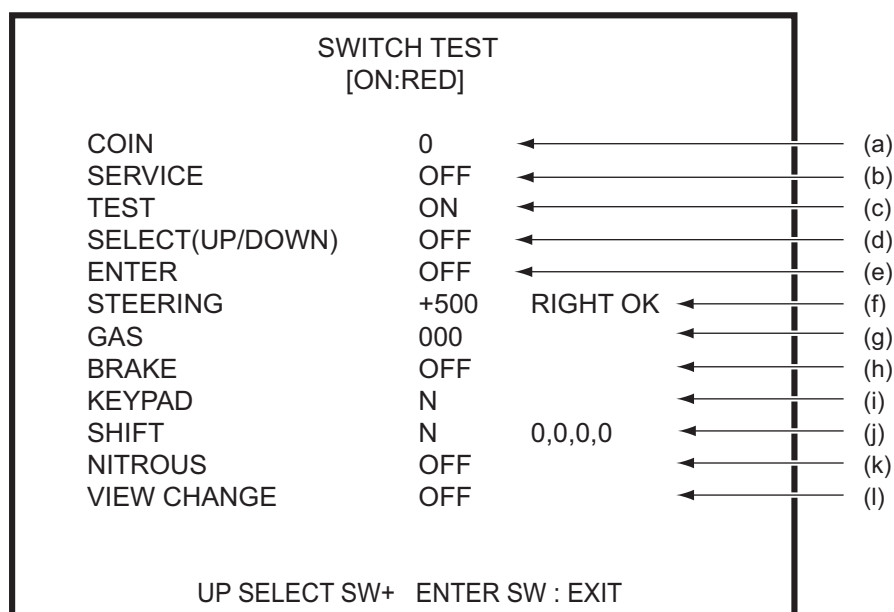 SWITCH TEST
[ON:RED]
COIN 0 (a)
SERVICE OFF (b)
TEST ON (c)
SELECT(UP/DOWN) OFF (d)
ENTER OFF (e)
STEERING +500 RIGHT OK (f)
GAS 000 (g)
BRAKE OFF (h)
KEYPAD N (i)
SHIFT N 0,0,0,0 (j)
NITROUS OFF (k)
VIEW CHANGE OFF (l)
UP SELECT SW+ ENTER SW : EXIT